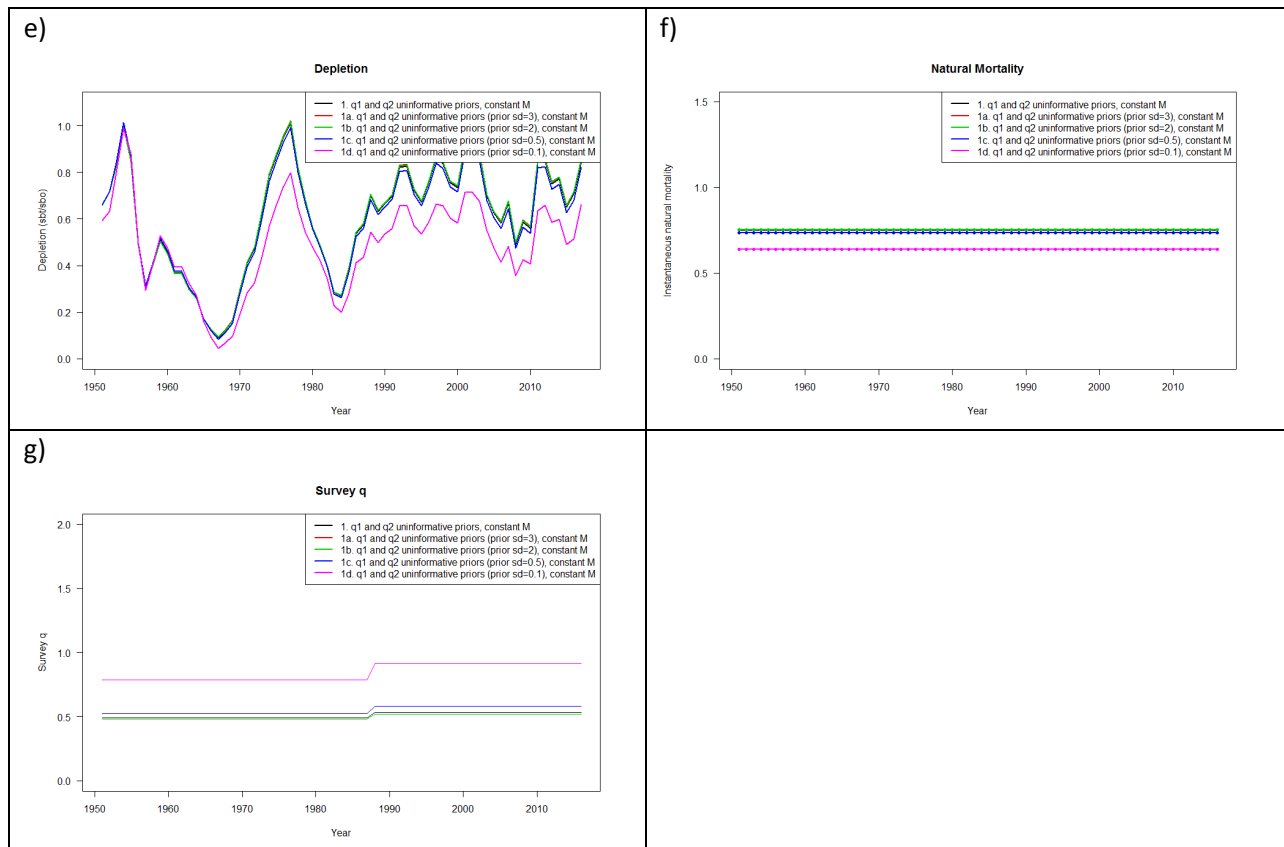 e)
Depletion
1. q1 and q2 uninformative priors, constant M
1a. q1 and q2 uninformative priors (prior sd=3), constant M
1b. q1 and q2 uninformative priors (prior sd=2), constant M
1c. q1 and q2 uninformative priors (prior sd=0.5), constant M
1d. q1 and q2 uninformative priors (prior sd=0.1), constant M
Depletion (sbt/sbo)
1.0
0.8
0.6
0.4
0.2
0.0
1950 1960 1970 1980 1990 2000 2010
Year
f)
Natural Mortality
1. q1 and q2 uninformative priors, constant M
1a. q1 and q2 uninformative priors (prior sd=3), constant M
1b. q1 and q2 uninformative priors (prior sd=2), constant M
1c. q1 and q2 uninformative priors (prior sd=0.5), constant M
1d. q1 and q2 uninformative priors (prior sd=0.1), constant M
Instantaneous natural mortality
1.5
1.0
0.5
0.0
1950 1960 1970 1980 1990 2000 2010
Year
g)
Survey q
1. q1 and q2 uninformative priors, constant M
1a. q1 and q2 uninformative priors (prior sd=3), constant M
1b. q1 and q2 uninformative priors (prior sd=2), constant M
1c. q1 and q2 uninformative priors (prior sd=0.5), constant M
1d. q1 and q2 uninformative priors (prior sd=0.1), constant M
Survey q
2.0
1.5
1.0
0.5
0.0
1950 1960 1970 1980 1990 2000 2010
Year